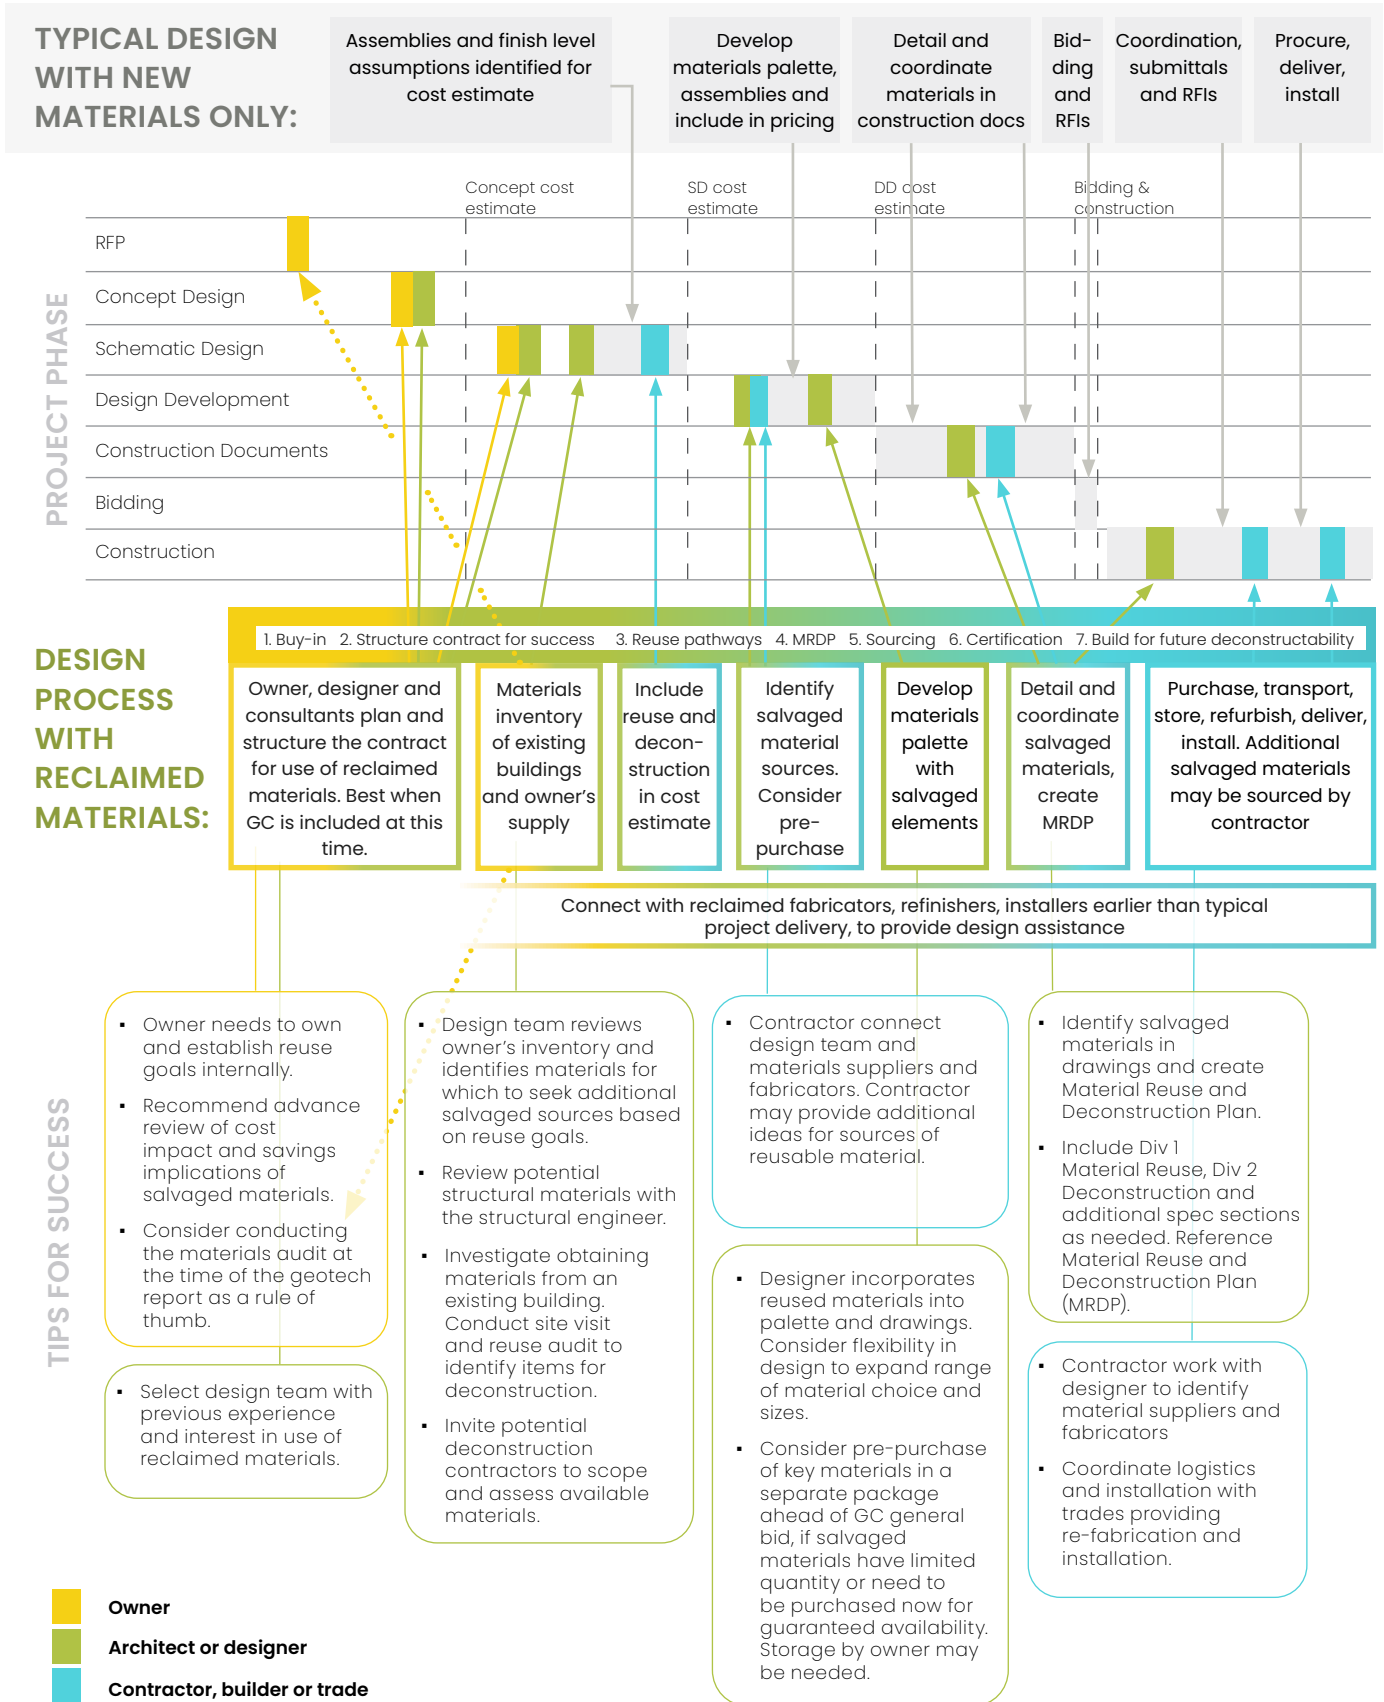 TYPICAL DESIGN
WITH NEW
MATERIALS ONLY:
Assemblies and finish level
assumptions identified for
cost estimate
Develop
materials palette,
assemblies and
include in pricing
Detail and
coordinate
materials in
construction docs
Bid-
ding
and
RFIs
Coordination,
submittals
and RFIs
Procure,
deliver,
install
Concept cost
estimate
SD cost
estimate
DD cost
estimate
Bidding &
construction
PROJECT PHASE
RFP
Concept Design
Schematic Design
Design Development
Construction Documents
Bidding
Construction
DESIGN
PROCESS
WITH
RECLAIMED
MATERIALS:
1. Buy-in 2. Structure contract for success 3. Reuse pathways 4. MRDP 5. Sourcing 6. Certification 7. Build for future deconstructability
Owner, designer and
consultants plan and
structure the contract
for use of reclaimed
materials. Best when
GC is included at this
time.
Materials
inventory
of existing
buildings
and owner's
supply
Include
reuse and
decon-
struction
in cost
estimate
Identify
salvaged
material
sources.
Consider
pre-
purchase
Develop
materials
palette
with
salvaged
elements
Detail and
coordinate
salvaged
materials,
create
MRDP
Purchase, transport,
store, refurbish, deliver,
install. Additional
salvaged materials
may be sourced by
contractor
Connect with reclaimed fabricators, refinishers, installers earlier than typical
project delivery, to provide design assistance
TIPS FOR SUCCESS
▪ Owner needs to own
and establish reuse
goals internally.
▪ Recommend advance
review of cost
impact and savings
implications of
salvaged materials.
▪ Consider conducting
the materials audit at
the time of the geotech
report as a rule of
thumb.
▪ Select design team with
previous experience
and interest in use of
reclaimed materials.
▪ Design team reviews
owner's inventory and
identifies materials for
which to seek additional
salvaged sources based
on reuse goals.
▪ Review potential
structural materials with
the structural engineer.
▪ Investigate obtaining
materials from an
existing building.
Conduct site visit
and reuse audit to
identify items for
deconstruction.
▪ Invite potential
deconstruction
contractors to scope
and assess available
materials.
▪ Contractor connect
design team and
materials suppliers and
fabricators. Contractor
may provide additional
ideas for sources of
reusable material.
▪ Designer incorporates
reused materials into
palette and drawings.
Consider flexibility in
design to expand range
of material choice and
sizes.
▪ Consider pre-purchase
of key materials in a
separate package
ahead of GC general
bid, if salvaged
materials have limited
quantity or need to
be purchased now for
guaranteed availability.
Storage by owner may
be needed.
▪ Identify salvaged
materials in
drawings and create
Material Reuse and
Deconstruction Plan.
▪ Include Div 1
Material Reuse, Div 2
Deconstruction and
additional spec sections
as needed. Reference
Material Reuse and
Deconstruction Plan
(MRDP).
▪ Contractor work with
designer to identify
material suppliers and
fabricators
▪ Coordinate logistics
and installation with
trades providing
re-fabrication and
installation.
Owner
Architect or designer
Contractor, builder or trade